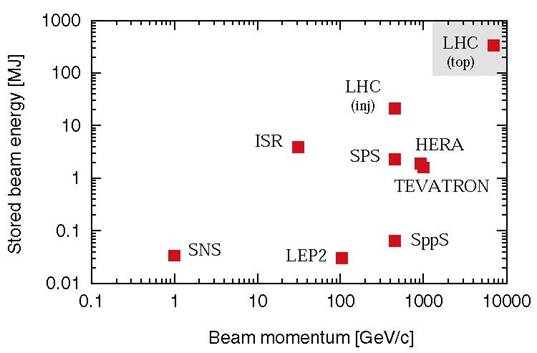 1000
100
10
1
0.1
0.01
Stored beam energy [MJ]
LHC
(top)
LHC
(inj)
ISR
SPS
HERA
TEVATRON
SNS
LEP2
SppS
0.1
1
10
100
1000
10000
Beam momentum [GeV/c]